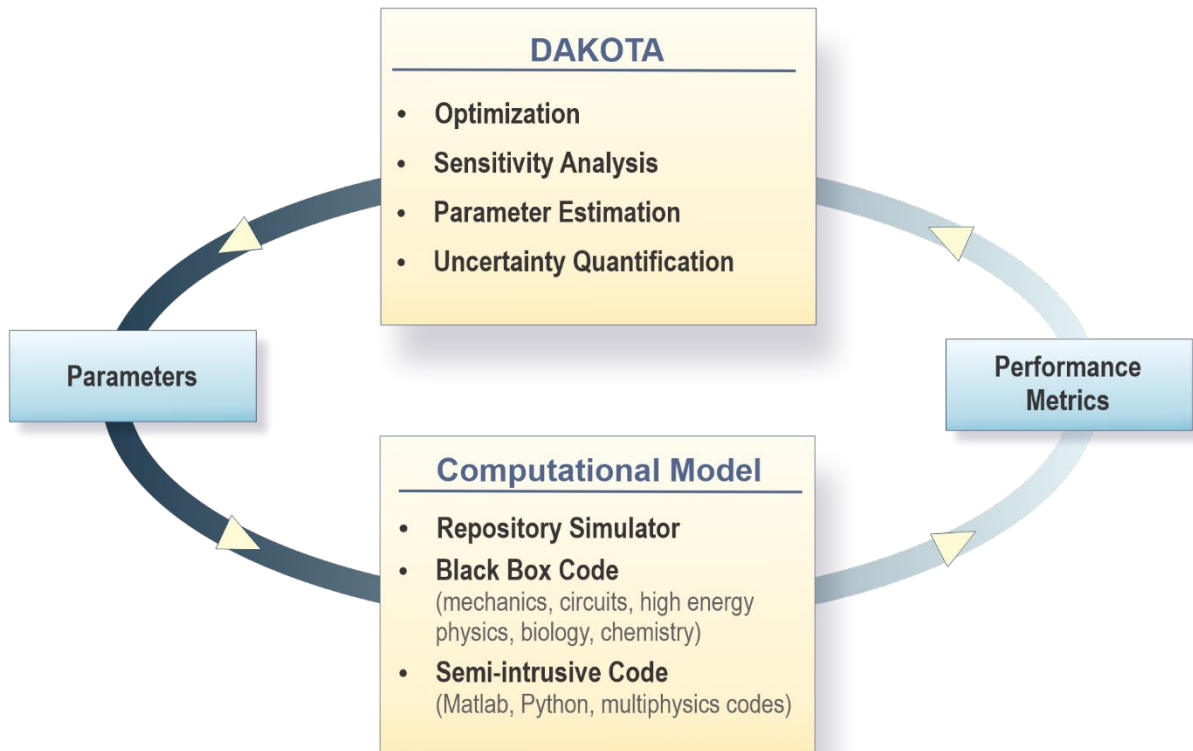 DAKOTA
• Optimization
• Sensitivity Analysis
• Parameter Estimation
• Uncertainty Quantification
Parameters
Performance
Metrics
Computational Model
• Repository Simulator
• Black Box Code
(mechanics, circuits, high energy
physics, biology, chemistry)
• Semi-intrusive Code
(Matlab, Python, multiphysics codes)